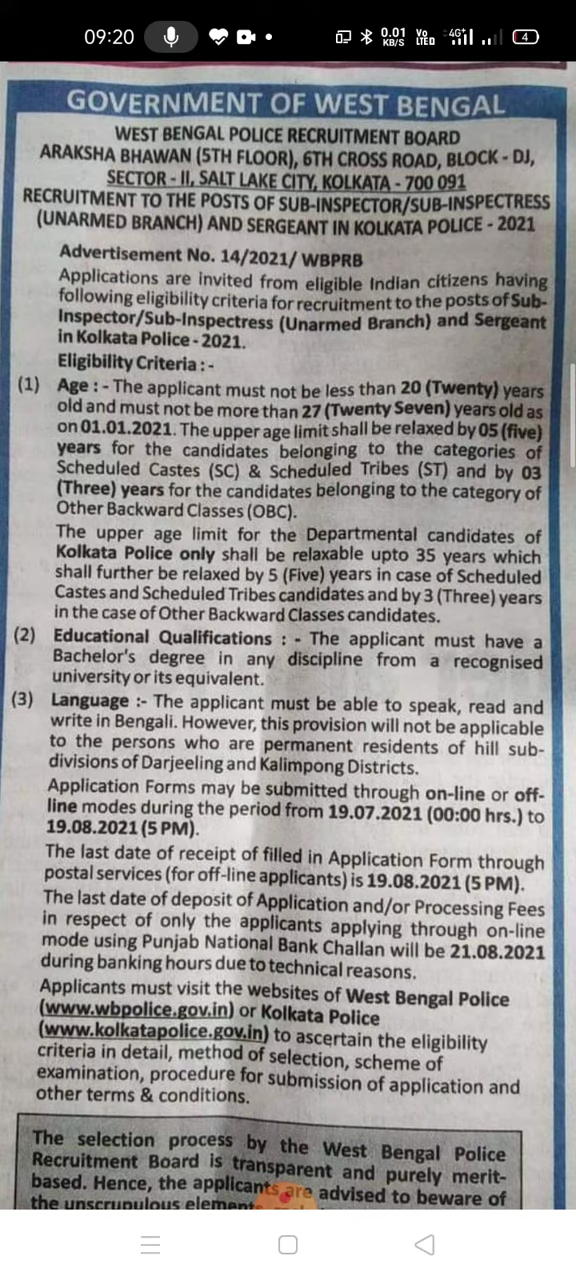 09:20
0.01
KB/S
Vo
LTED
4G+
4
GOVERNMENT OF WEST BENGAL
WEST BENGAL POLICE RECRUITMENT BOARD
ARAKSHA BHAWAN (5TH FLOOR), 6TH CROSS ROAD, BLOCK - DJ,
SECTOR - II, SALT LAKE CITY, KOLKATA - 700 091
RECRUITMENT TO THE POSTS OF SUB-INSPECTOR/SUB-INSPECTRESS
(UNARMED BRANCH) AND SERGEANT IN KOLKATA POLICE - 2021
Advertisement No. 14/2021/ WBPRB
Applications are invited from eligible Indian citizens having
following eligibility criteria for recruitment to the posts of Sub-
Inspector/Sub-Inspectress (Unarmed Branch) and Sergeant
in Kolkata Police - 2021.
Eligibility Criteria : -
(1) Age : - The applicant must not be less than 20 (Twenty) years
old and must not be more than 27 (Twenty Seven) years old as
on 01.01.2021. The upper age limit shall be relaxed by 05 (five)
years for the candidates belonging to the categories of
Scheduled Castes (SC) & Scheduled Tribes (ST) and by 03
(Three) years for the candidates belonging to the category of
Other Backward Classes (OBC).
The upper age limit for the Departmental candidates of
Kolkata Police only shall be relaxable upto 35 years which
shall further be relaxed by 5 (Five) years in case of Scheduled
Castes and Scheduled Tribes candidates and by 3 (Three) years
in the case of Other Backward Classes candidates.
(2) Educational Qualifications : - The applicant must have a
Bachelor's degree in any discipline from a recognised
university or its equivalent.
(3) Language :- The applicant must be able to speak, read and
write in Bengali. However, this provision will not be applicable
to the persons who are permanent residents of hill sub-
divisions of Darjeeling and Kalimpong Districts.
Application Forms may be submitted through on-line or off-
line modes during the period from 19.07.2021 (00:00 hrs.) to
19.08.2021 (5 PM).
The last date of receipt of filled in Application Form through
postal services (for off-line applicants) is 19.08.2021 (5 PM).
The last date of deposit of Application and/or Processing Fees
in respect of only the applicants applying through on-line
mode using Punjab National Bank Challan will be 21.08.2021
during banking hours due to technical reasons.
Applicants must visit the websites of West Bengal Police
(www.wbpolice.gov.in) or Kolkata Police
(www.kolkatapolice.gov.in) to ascertain the eligibility
criteria in detail, method of selection, scheme of
examination, procedure for submission of application and
other terms & conditions.
The selection process by the West Bengal Police
Recruitment Board is transparent and purely merit-
based. Hence, the applicants are advised to beware of
the unscrupulous